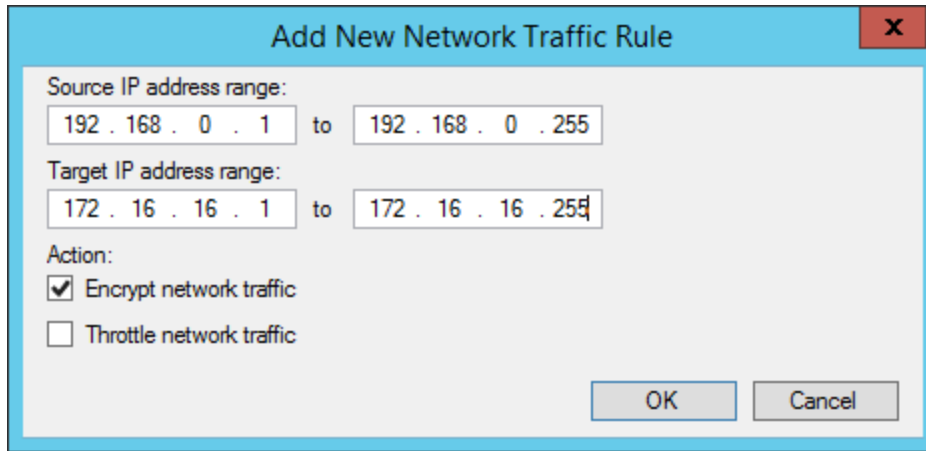 Add New Network Traffic Rule
x
Source IP address range:
192 . 168 . 0 . 1 to 192 . 168 . 0 . 255
Target IP address range:
172 . 16 . 16 . 1 to 172 . 16 . 16 . 255
Action:
Encrypt network traffic
Throttle network traffic
OK Cancel